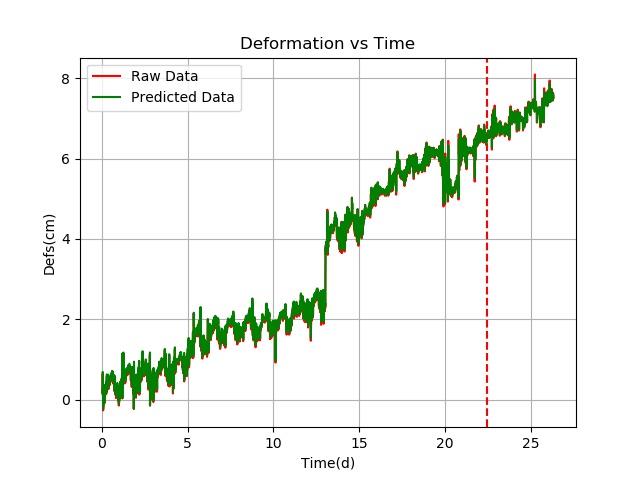 Deformation vs Time
Raw Data
Predicted Data
8
6
4
2
0
Defs(cm)
0 5 10 15 20 25
Time(d)